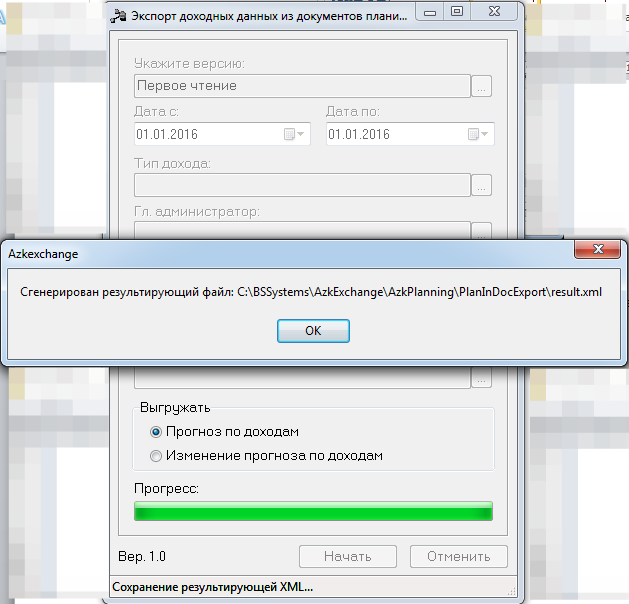 Экспорт доходных данных из документов плани...
Укажите версию:
Первое чтение
...
Дата с:
Дата по:
01.01.2016
01.01.2016
Тип дохода:
...
Гл. администратор:
...
Azkexchange
Сгенерирован результирующий файл: C:\BSSystems\AzkExchange\AzkPlanning\PlanInDocExport\result.xml
OK
...
Выгружать
Прогноз по доходам
Изменение прогноза по доходам
Прогресс:
Вер. 1.0
Начать
Отменить
Сохранение результирующей XML...